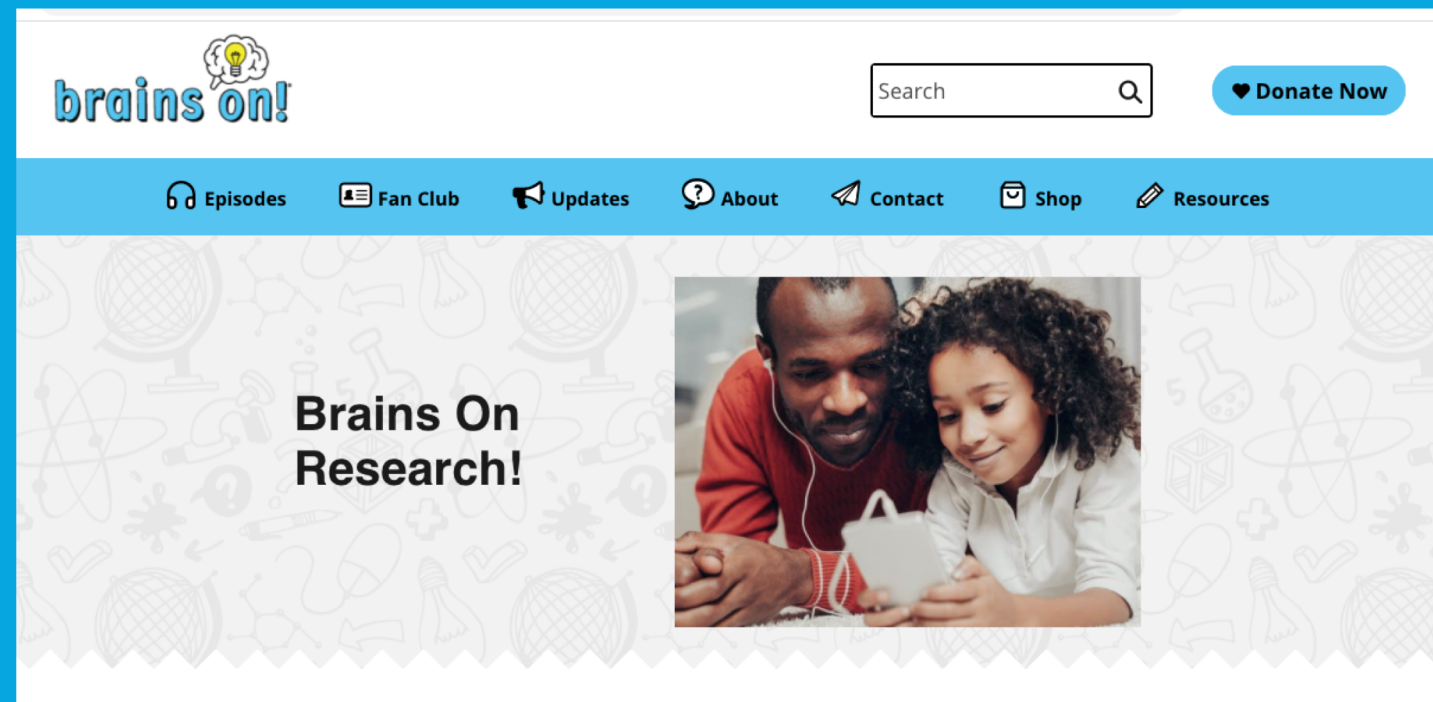 brains on!
Search
Donate Now
Episodes
Fan Club
Updates
About
Contact
Shop
Resources
Brains On
Research!